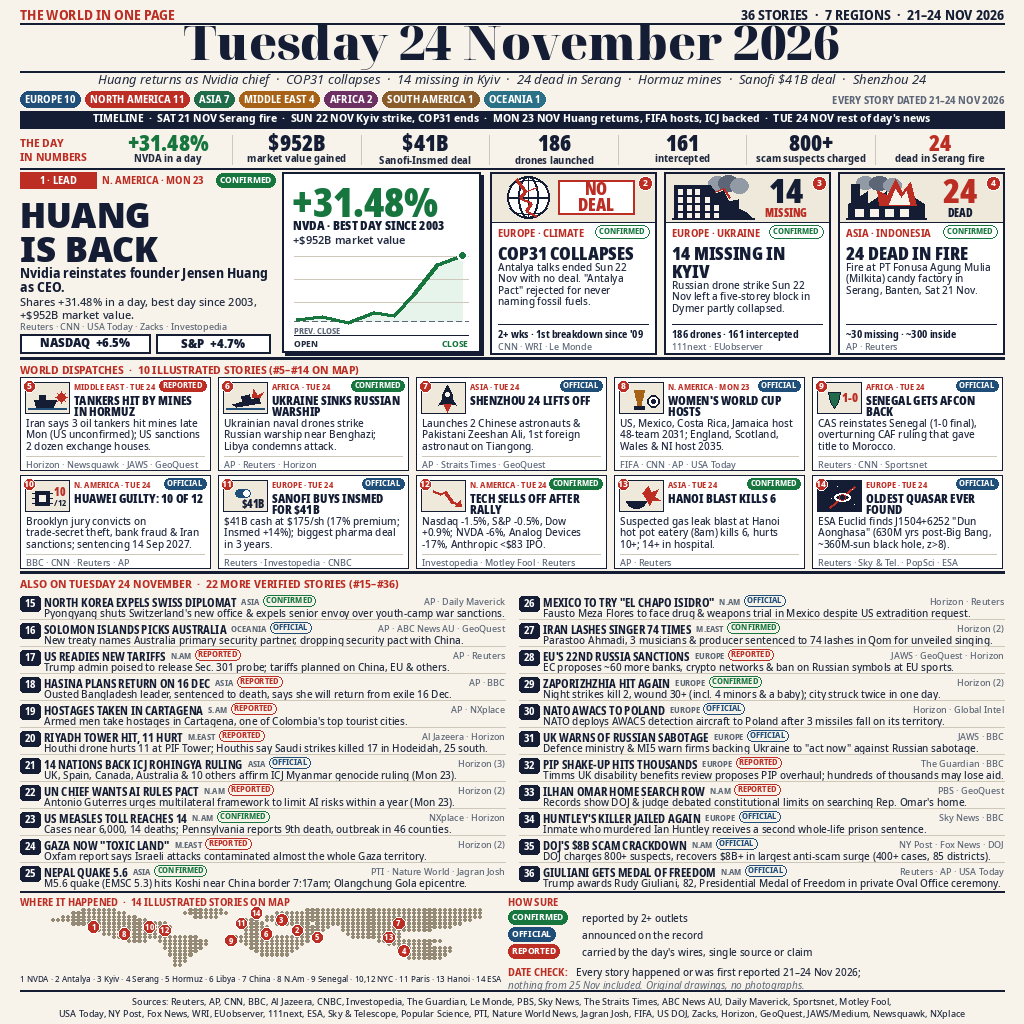 THE WORLD IN ONE PAGE
36 STORIES · 7 REGIONS · 21–24 NOV 2026
Tuesday 24 November 2026
Huang returns as Nvidia chief · COP31 collapses · 14 missing in Kyiv · 24 dead in Serang · Hormuz mines · Sanofi $41B deal · Shenzhou 24
EUROPE 10 NORTH AMERICA 11 ASIA 7 MIDDLE EAST 4 AFRICA 2 SOUTH AMERICA 1 OCEANIA 1
EVERY STORY DATED 21–24 NOV 2026
TIMELINE · SAT 21 NOV Serang fire · SUN 22 NOV Kyiv strike, COP31 ends · MON 23 NOV Huang returns, FIFA hosts, ICJ backed · TUE 24 NOV rest of day's news
THE DAY
IN NUMBERS
+31.48%
NVDA in a day
$952B
market value gained
$41B
Sanofi-Insmed deal
186
drones launched
161
intercepted
800+
scam suspects charged
24
dead in Serang fire
1 · LEAD
N. AMERICA · MON 23
CONFIRMED
HUANG
IS BACK
Nvidia reinstates founder Jensen Huang
as CEO.
Shares +31.48% in a day, best day since 2003,
+$952B market value.
Reuters · CNN · USA Today · Zacks · Investopedia
NASDAQ +6.5%
S&P +4.7%
+31.48%
NVDA · BEST DAY SINCE 2003
+$952B market value
PREV. CLOSE
OPEN
CLOSE
NO
DEAL
2
EUROPE · CLIMATE
CONFIRMED
COP31 COLLAPSES
Antalya talks ended Sun 22
Nov with no deal. "Antalya
Pact" rejected for never
naming fossil fuels.
2+ wks · 1st breakdown since '09
CNN · WRI · Le Monde
14
MISSING
3
EUROPE · UKRAINE
CONFIRMED
14 MISSING IN
KYIV
Russian drone strike Sun 22
Nov left a five-storey block in
Dymer partly collapsed.
186 drones · 161 intercepted
111next · EUobserver
24
DEAD
4
ASIA · INDONESIA
CONFIRMED
24 DEAD IN FIRE
Fire at PT Fonusa Agung Mulia
(Milkita) candy factory in
Serang, Banten, Sat 21 Nov.
~30 missing · ~300 inside
AP · Reuters
WORLD DISPATCHES · 10 ILLUSTRATED STORIES (#5–#14 ON MAP)
5
MIDDLE EAST · TUE 24
REPORTED
TANKERS HIT BY MINES
IN HORMUZ
Iran says 3 oil tankers hit mines late
Mon (US unconfirmed); US sanctions
2 dozen exchange houses.
Horizon · Newsquawk · JAWS · GeoQuest
6
AFRICA · TUE 24
CONFIRMED
UKRAINE SINKS RUSSIAN
WARSHIP
Ukrainian naval drones strike
Russian warship near Benghazi;
Libya condemns attack.
AP · Reuters · Horizon
7
ASIA · TUE 24
OFFICIAL
SHENZHOU 24 LIFTS OFF
Launches 2 Chinese astronauts &
Pakistani Zeeshan Ali, 1st foreign
astronaut on Tiangong.
AP · Straits Times · GeoQuest
8
N. AMERICA · MON 23
OFFICIAL
WOMEN'S WORLD CUP
HOSTS
US, Mexico, Costa Rica, Jamaica host
48-team 2031; England, Scotland,
Wales & NI host 2035.
FIFA · CNN · AP · USA Today
9
1-0
AFRICA · TUE 24
OFFICIAL
SENEGAL GETS AFCON
BACK
CAS reinstates Senegal (1-0 final),
overturning CAF ruling that gave
title to Morocco.
Reuters · CNN · Sportsnet
10
10
/12
N. AMERICA · TUE 24
OFFICIAL
HUAWEI GUILTY: 10 OF 12
Brooklyn jury convicts on
trade-secret theft, bank fraud & Iran
sanctions; sentencing 14 Sep 2027.
BBC · CNN · Reuters · AP
11
$41B
EUROPE · TUE 24
OFFICIAL
SANOFI BUYS INSMED
FOR $41B
$41B cash at $175/sh (17% premium;
Insmed +14%); biggest pharma deal
in 3 years.
Reuters · Investopedia · CNBC
12
N. AMERICA · TUE 24
CONFIRMED
TECH SELLS OFF AFTER
RALLY
Nasdaq -1.5%, S&P -0.5%, Dow
+0.9%; NVDA -6%, Analog Devices
-17%, Anthropic <$83 IPO.
Investopedia · Motley Fool · Reuters
13
ASIA · TUE 24
CONFIRMED
HANOI BLAST KILLS 6
Suspected gas leak blast at Hanoi
hot pot eatery (8am) kills 6, hurts
10+; 14+ in hospital.
AP · Reuters
14
EUROPE · TUE 24
OFFICIAL
OLDEST QUASAR EVER
FOUND
ESA Euclid finds J1504+6252 "Dun
Aonghasa" (630M yrs post-Big Bang,
~360M-sun black hole, z>8).
Reuters · Sky & Tel. · PopSci · ESA
ALSO ON TUESDAY 24 NOVEMBER · 22 MORE VERIFIED STORIES (#15–#36)
15 NORTH KOREA EXPELS SWISS DIPLOMAT ASIA CONFIRMED AP · Daily Maverick
Pyongyang shuts Switzerland's new office & expels senior envoy over youth-camp war sanctions.
16 SOLOMON ISLANDS PICKS AUSTRALIA OCEANIA OFFICIAL AP · ABC News AU · GeoQuest
New treaty names Australia primary security partner, dropping security pact with China.
17 US READIES NEW TARIFFS N.AM REPORTED AP · Reuters
Trump admin poised to release Sec. 301 probe; tariffs planned on China, EU & others.
18 HASINA PLANS RETURN ON 16 DEC ASIA REPORTED AP · BBC
Ousted Bangladesh leader, sentenced to death, says she will return from exile 16 Dec.
19 HOSTAGES TAKEN IN CARTAGENA S.AM REPORTED AP · NXplace
Armed men take hostages in Cartagena, one of Colombia's top tourist cities.
20 RIYADH TOWER HIT, 11 HURT M.EAST REPORTED Al Jazeera · Horizon
Houthi drone hurts 11 at PIF Tower; Houthis say Saudi strikes killed 17 in Hodeidah, 25 south.
21 14 NATIONS BACK ICJ ROHINGYA RULING ASIA OFFICIAL Horizon (3)
UK, Spain, Canada, Australia & 10 others affirm ICJ Myanmar genocide ruling (Mon 23).
22 UN CHIEF WANTS AI RULES PACT N.AM REPORTED Horizon (2)
Antonio Guterres urges multilateral framework to limit AI risks within a year (Mon 23).
23 US MEASLES TOLL REACHES 14 N.AM CONFIRMED NXplace · Horizon
Cases near 6,000, 14 deaths; Pennsylvania reports 9th death, outbreak in 46 counties.
24 GAZA NOW "TOXIC LAND" M.EAST REPORTED Horizon (2)
Oxfam report says Israeli attacks contaminated almost the whole Gaza territory.
25 NEPAL QUAKE 5.6 ASIA CONFIRMED PTI · Nature World · Jagran Josh
M5.6 quake (EMSC 5.3) hits Koshi near China border 7:17am; Olangchung Gola epicentre.
26 MEXICO TO TRY "EL CHAPO ISIDRO" N.AM OFFICIAL Horizon · Reuters
Fausto Meza Flores to face drug & weapons trial in Mexico despite US extradition request.
27 IRAN LASHES SINGER 74 TIMES M.EAST CONFIRMED Horizon (2)
Parastoo Ahmadi, 3 musicians & producer sentenced to 74 lashes in Qom for unveiled singing.
28 EU'S 22ND RUSSIA SANCTIONS EUROPE REPORTED JAWS · GeoQuest · Horizon
EC proposes ~60 more banks, crypto networks & ban on Russian symbols at EU sports.
29 ZAPORIZHZHIA HIT AGAIN EUROPE CONFIRMED Horizon (2)
Night strikes kill 2, wound 30+ (incl. 4 minors & a baby); city struck twice in one day.
30 NATO AWACS TO POLAND EUROPE OFFICIAL Horizon · Global Intel
NATO deploys AWACS detection aircraft to Poland after 3 missiles fall on its territory.
31 UK WARNS OF RUSSIAN SABOTAGE EUROPE OFFICIAL JAWS · BBC
Defence ministry & MI5 warn firms backing Ukraine to "act now" against Russian sabotage.
32 PIP SHAKE-UP HITS THOUSANDS EUROPE REPORTED The Guardian · BBC
Timms UK disability benefits review proposes PIP overhaul; hundreds of thousands may lose aid.
33 ILHAN OMAR HOME SEARCH ROW N.AM REPORTED PBS · GeoQuest
Records show DOJ & judge debated constitutional limits on searching Rep. Omar's home.
34 HUNTLEY'S KILLER JAILED AGAIN EUROPE OFFICIAL Sky News · BBC
Inmate who murdered Ian Huntley receives a second whole-life prison sentence.
35 DOJ'S $8B SCAM CRACKDOWN N.AM OFFICIAL NY Post · Fox News · DOJ
DOJ charges 800+ suspects, recovers $8B+ in largest anti-scam surge (400+ cases, 85 districts).
36 GIULIANI GETS MEDAL OF FREEDOM N.AM OFFICIAL Reuters · AP · USA Today
Trump awards Rudy Giuliani, 82, Presidential Medal of Freedom in private Oval Office ceremony.
WHERE IT HAPPENED · 14 ILLUSTRATED STORIES ON MAP
1 8 10 12 9 11 14 3 6 2 5 7 13 4
1 NVDA · 2 Antalya · 3 Kyiv · 4 Serang · 5 Hormuz · 6 Libya · 7 China · 8 N.Am · 9 Senegal · 10,12 NYC · 11 Paris · 13 Hanoi · 14 ESA
HOW SURE
CONFIRMED reported by 2+ outlets
OFFICIAL announced on the record
REPORTED carried by the day's wires, single source or claim
DATE CHECK: Every story happened or was first reported 21–24 Nov 2026;
nothing from 25 Nov included. Original drawings, no photographs.
Sources: Reuters, AP, CNN, BBC, Al Jazeera, CNBC, Investopedia, The Guardian, Le Monde, PBS, Sky News, The Straits Times, ABC News AU, Daily Maverick, Sportsnet, Motley Fool,
USA Today, NY Post, Fox News, WRI, EUobserver, 111next, ESA, Sky & Telescope, Popular Science, PTI, Nature World News, Jagran Josh, FIFA, US DOJ, Zacks, Horizon, GeoQuest, JAWS/Medium, Newsquawk, NXplace